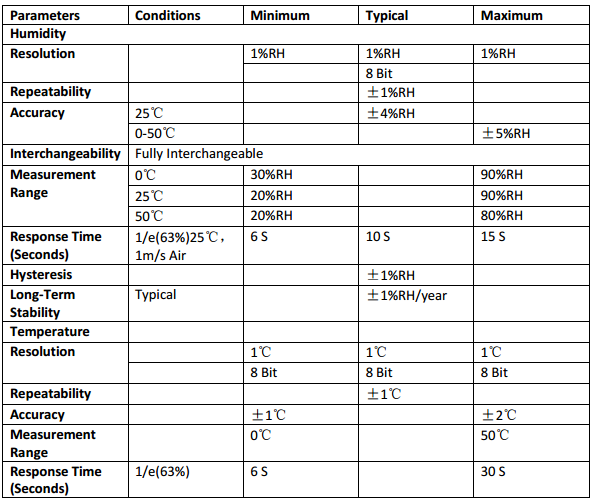 Parameters Conditions Minimum Typical Maximum
Humidity
Resolution 1%RH 1%RH 1%RH
8 Bit
Repeatability ±1%RH
Accuracy 25℃ ±4%RH
0-50℃ ±5%RH
Interchangeability Fully Interchangeable
Measurement 0℃ 30%RH 90%RH
Range 25℃ 20%RH 90%RH
50℃ 20%RH 80%RH
Response Time 1/e(63%)25℃， 6 S 10 S 15 S
(Seconds) 1m/s Air
Hysteresis ±1%RH
Long-Term Typical ±1%RH/year
Stability
Temperature
Resolution 1℃ 1℃ 1℃
8 Bit 8 Bit 8 Bit
Repeatability ±1℃
Accuracy ±1℃ ±2℃
Measurement 0℃ 50℃
Range
Response Time 1/e(63%) 6 S 30 S
(Seconds)